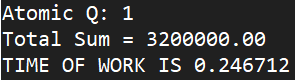 Atomic Q: 1
Total Sum = 3200000.00
TIME OF WORK IS 0.246712